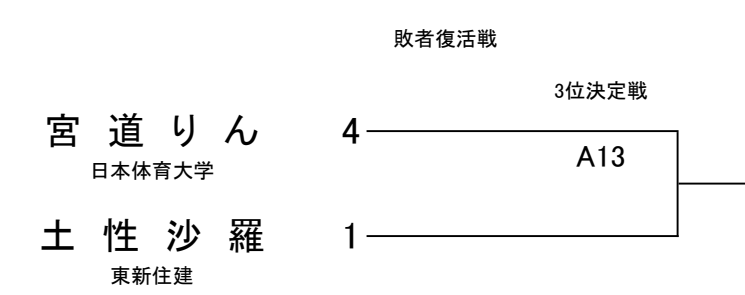 敗者復活戦
3位決定戦
宮道りん 4
A13
日本体育大学
土性沙羅 1
東新住建